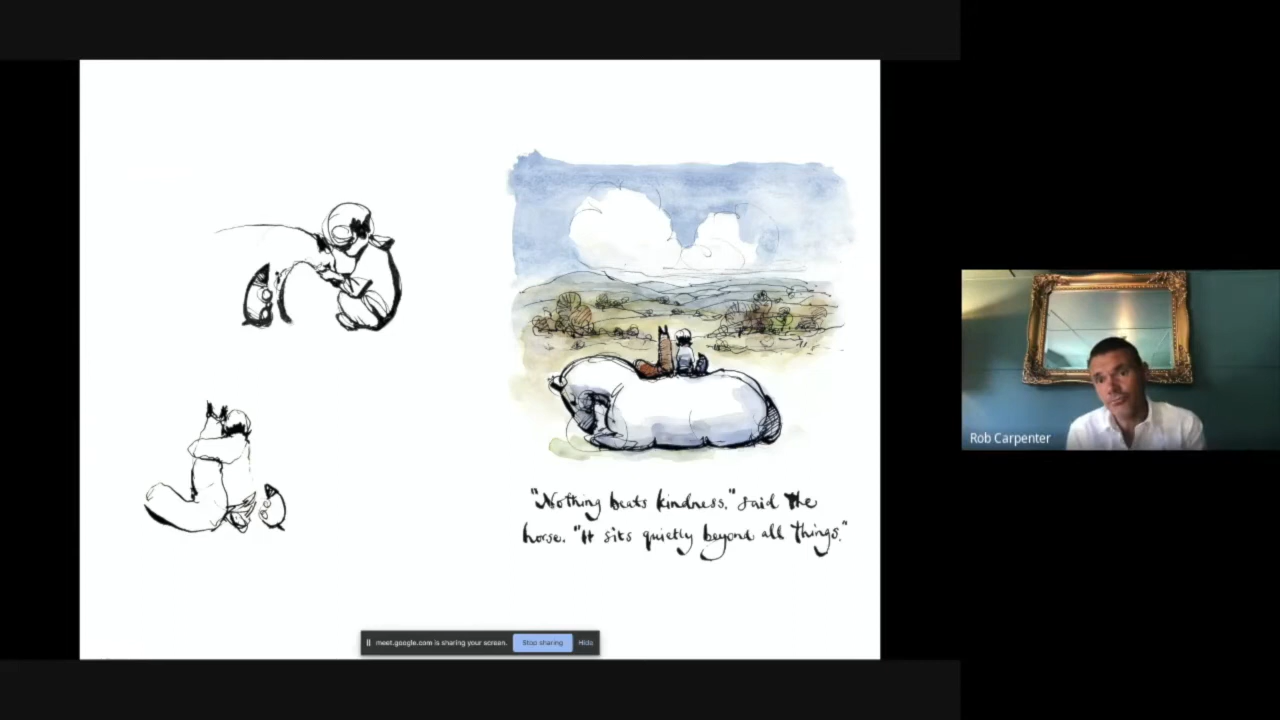 "Nothing beats kindness," said the
horse. "It sits quietly beyond all things."
meet.google.com is sharing your screen. Stop sharing Hide
Rob Carpenter